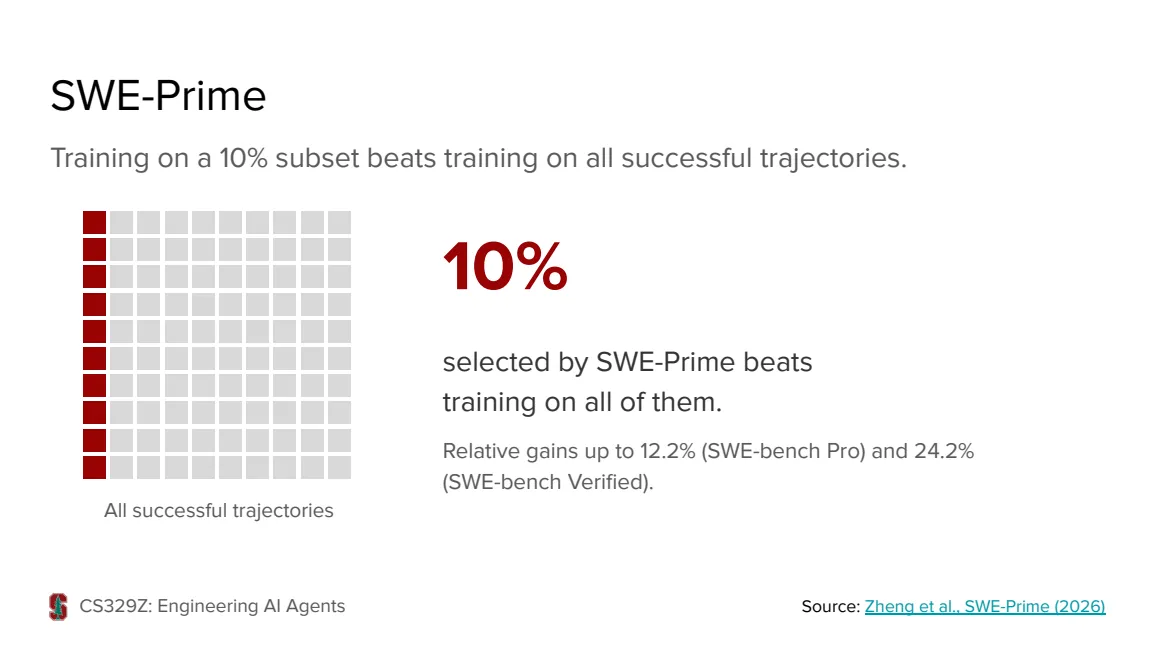 SWE-Prime
Training on a 10% subset beats training on all successful trajectories.
10%
selected by SWE-Prime beats
training on all of them.
Relative gains up to 12.2% (SWE-bench Pro) and 24.2%
(SWE-bench Verified).
All successful trajectories
CS329Z: Engineering AI Agents
Source: Zheng et al., SWE-Prime (2026)